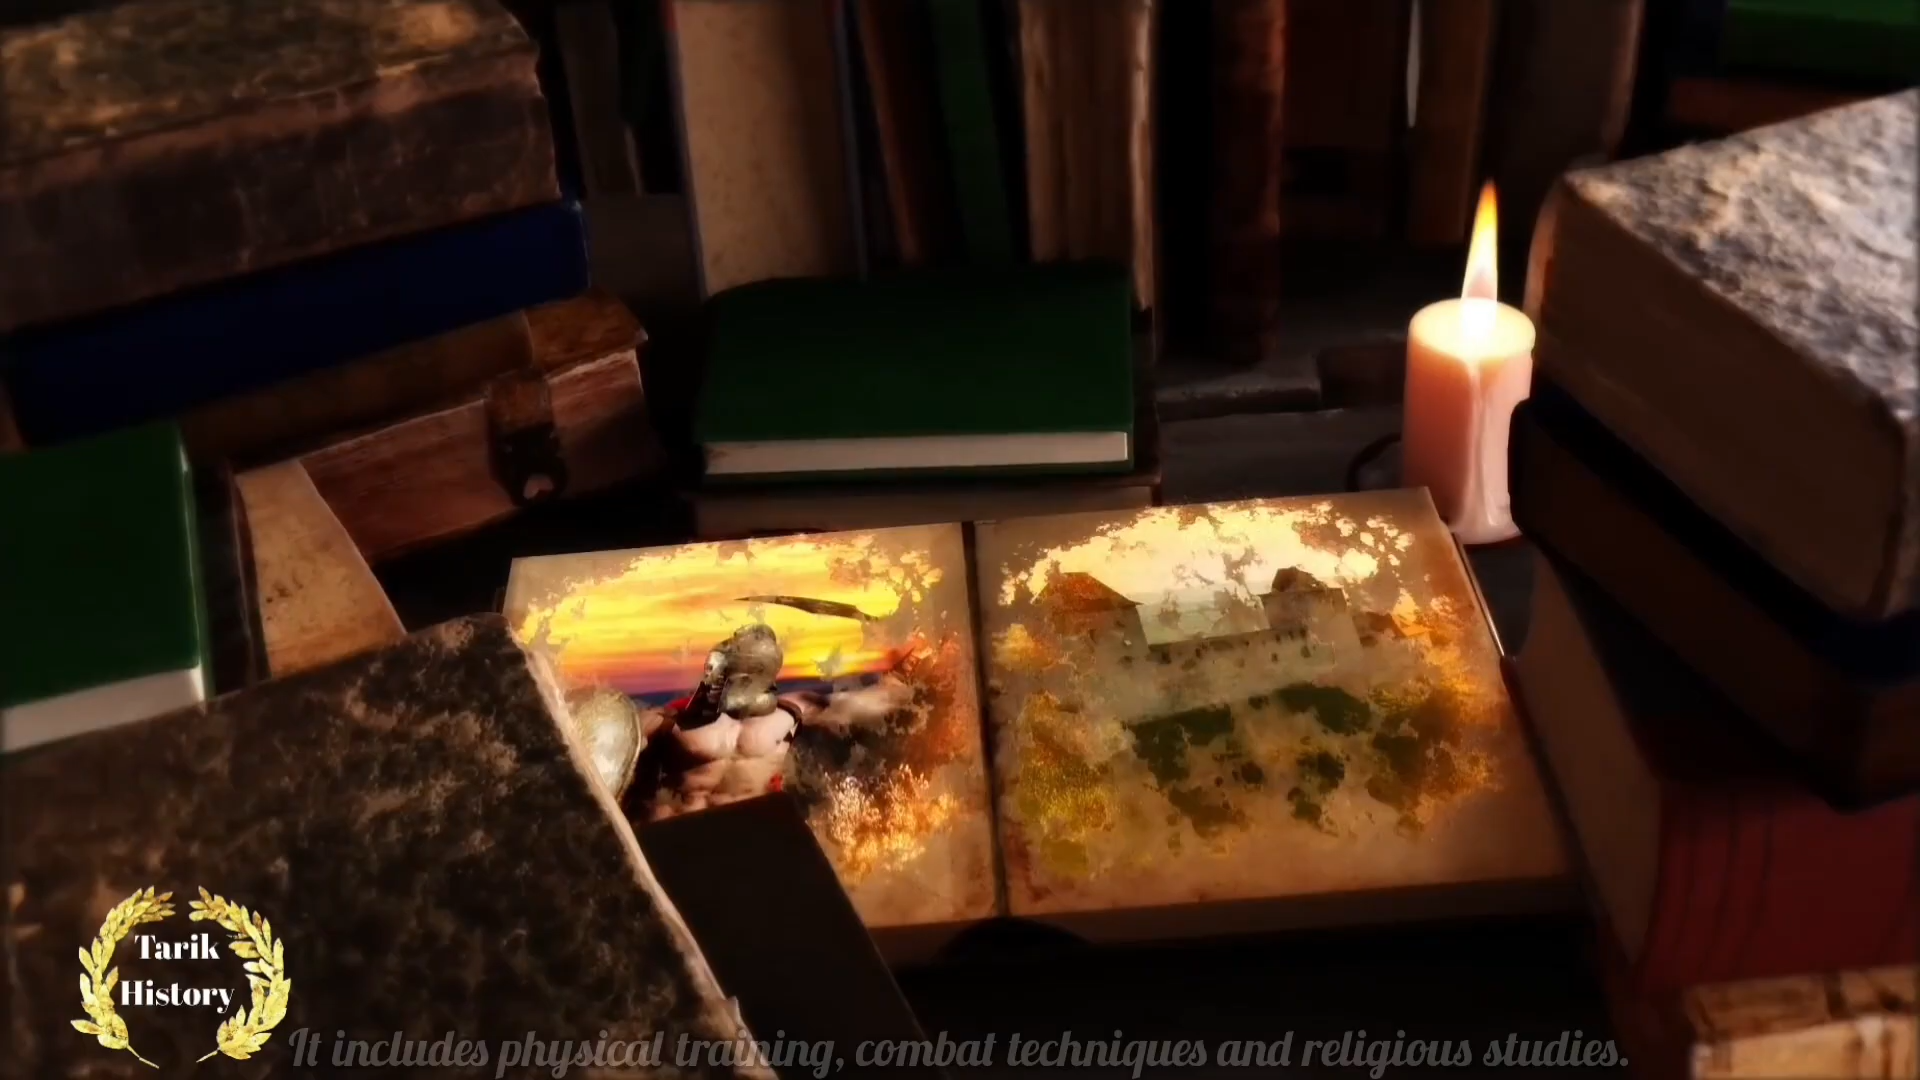 Tarik
History
It includes physical training, combat techniques and religious studies.